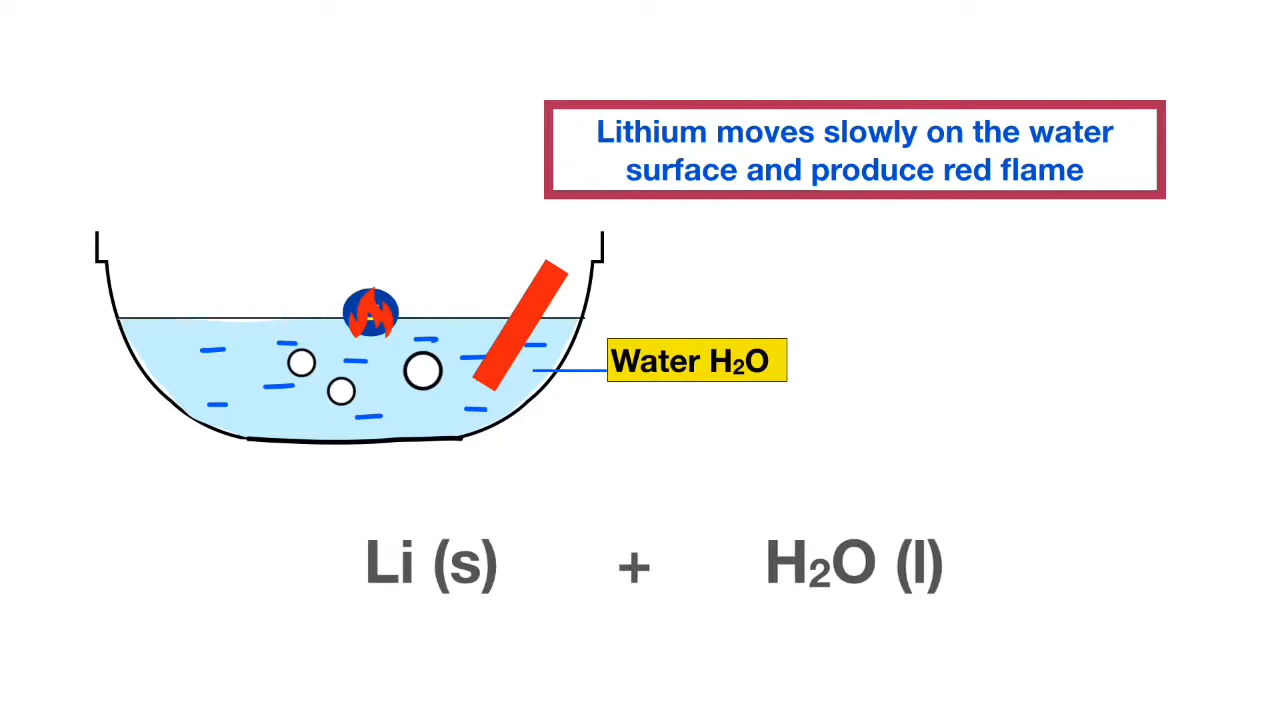 Lithium moves slowly on the water
surface and produce red flame
Water H₂O
Li (s) + H₂O (l)